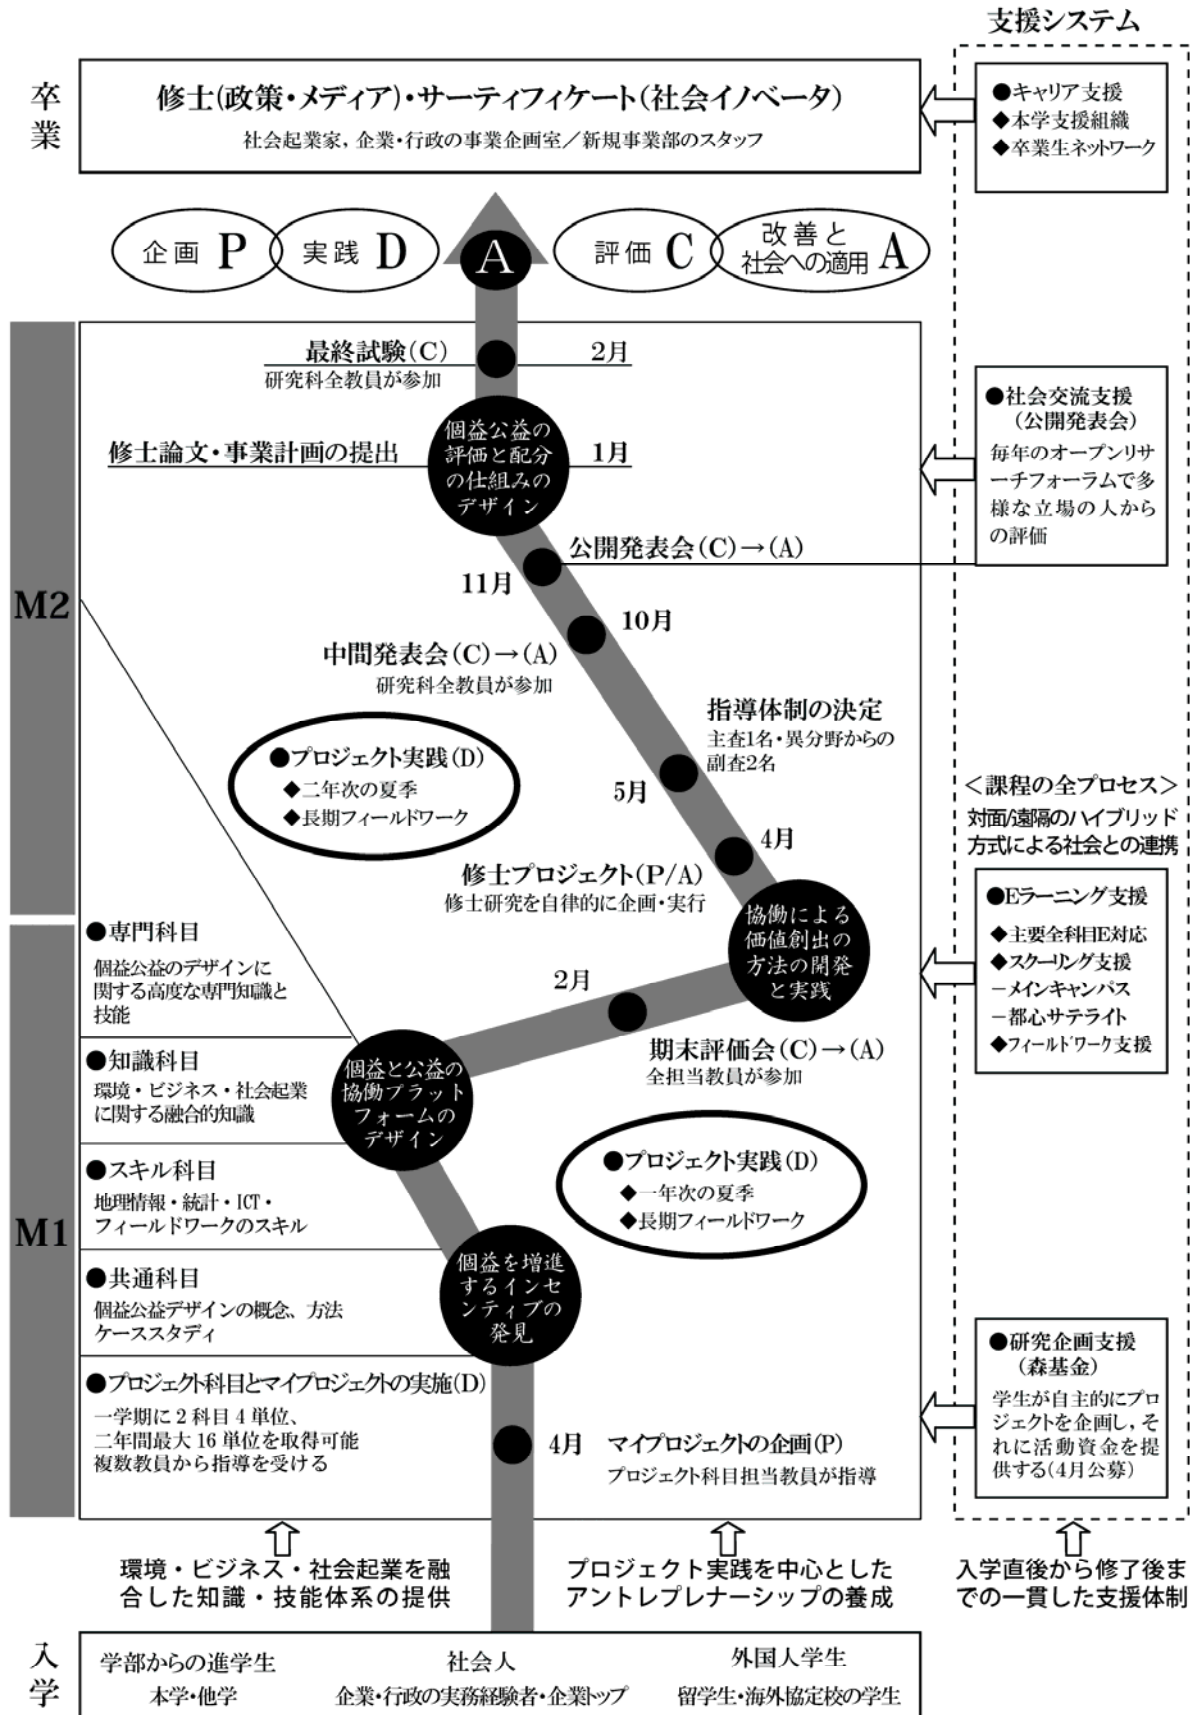 支援システム
卒業
修士(政策・メディア)・サーティフィケート(社会イノベータ)
社会起業家，企業・行政の事業企画室／新規事業部のスタッフ
●キャリア支援
◆本学支援組織
◆卒業生ネットワーク
企画 P
実践 D
A
評価 C
改善と
社会への適用 A
M2
最終試験(C)
2月
研究科全教員が参加
修士論文・事業計画の提出
1月
個益公益の
評価と配分
の仕組みの
デザイン
●社会交流支援
(公開発表会)
毎年のオープンリサ
ーチフォーラムで多
様な立場の人から
の評価
公開発表会(C)→(A)
11月
10月
中間発表会(C)→(A)
研究科全教員が参加
指導体制の決定
主査1名・異分野からの
副査2名
5月
●プロジェクト実践(D)
◆二年次の夏季
◆長期フィールドワーク
4月
修士プロジェクト(P/A)
修士研究を自律的に企画・実行
＜課程の全プロセス＞
対面/遠隔のハイブリッド
方式による社会との連携
●Eラーニング支援
◆主要全科目E対応
◆スクーリング支援
－メインキャンパス
－都心サテライト
◆フィールドワーク支援
協働による
価値創出の
方法の開発
と実践
M1
●専門科目
個益公益のデザインに
関する高度な専門知識と
技能
2月
期末評価会(C)→(A)
全担当教員が参加
●知識科目
環境・ビジネス・社会起業
に関する融合的知識
個益と公益の
協働プラット
フォームの
デザイン
●プロジェクト実践(D)
◆一年次の夏季
◆長期フィールドワーク
●スキル科目
地理情報・統計・ICT・
フィールドワークのスキル
個益を増進
するインセ
ンティブの
発見
●共通科目
個益公益デザインの概念、方法
ケーススタディ
●プロジェクト科目とマイプロジェクトの実施(D)
一学期に2科目4単位、
二年間最大16単位を取得可能
複数教員から指導を受ける
4月
マイプロジェクトの企画(P)
プロジェクト科目担当教員が指導
●研究企画支援
(森基金)
学生が自主的にプロ
ジェクトを企画し，そ
れに活動資金を提
供する(4月公募)
環境・ビジネス・社会起業を融
合した知識・技能体系の提供
プロジェクト実践を中心とした
アントレプレナーシップの養成
入学直後から修了後ま
での一貫した支援体制
入学
学部からの進学生
本学・他学
社会人
企業・行政の実務経験者・企業トップ
外国人学生
留学生・海外協定校の学生